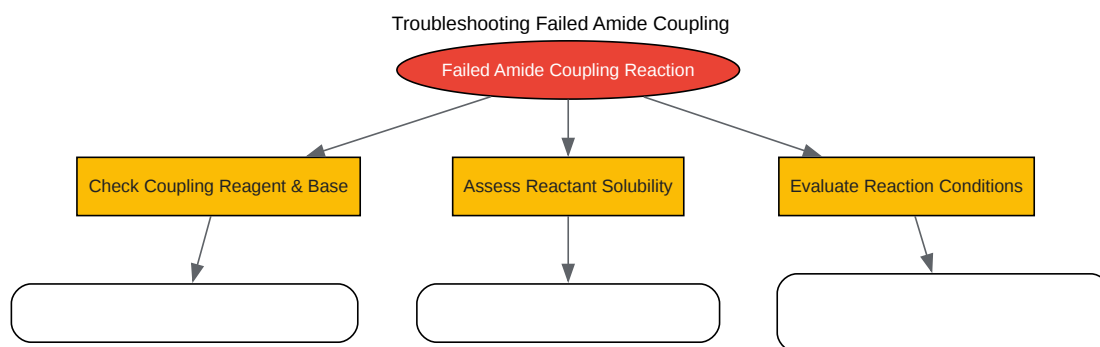 Troubleshooting Failed Amide Coupling
Failed Amide Coupling Reaction
Check Coupling Reagent & Base
Assess Reactant Solubility
Evaluate Reaction Conditions